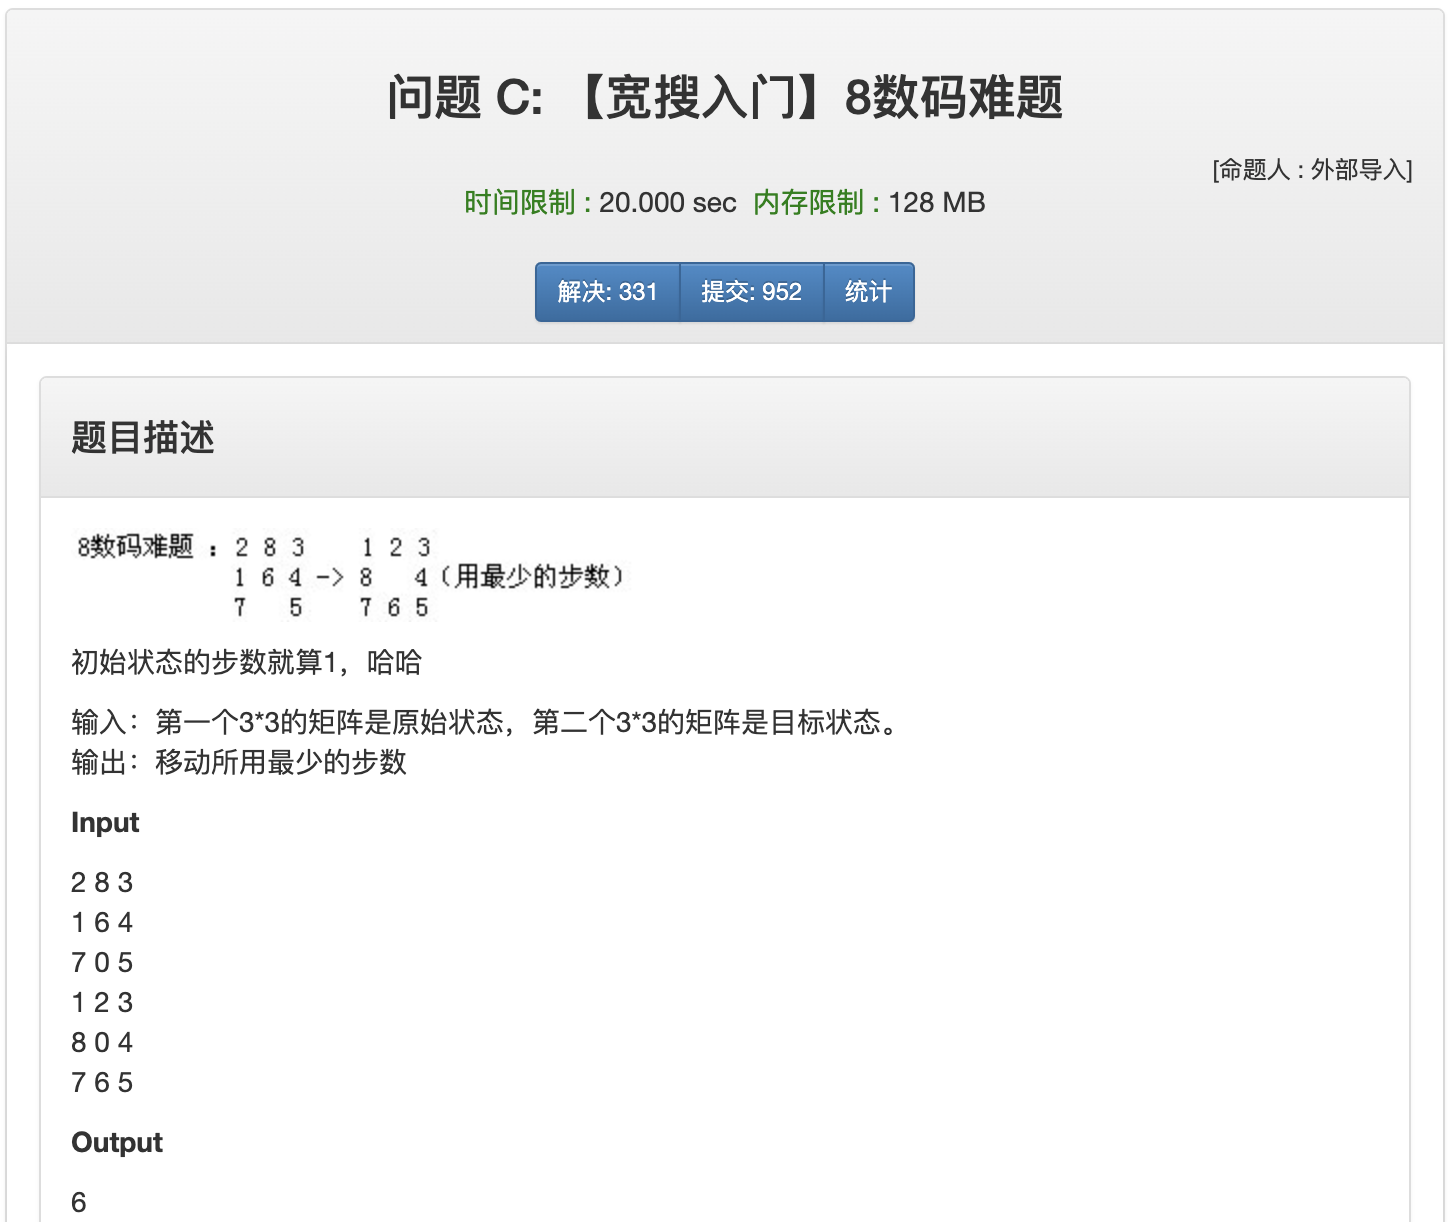 问题 C: 【宽搜入门】8数码难题
[命题人 : 外部导入]
时间限制 : 20.000 sec 内存限制 : 128 MB
解决: 331 提交: 952 统计
题目描述
8数码难题 : 2 8 3 1 2 3
1 6 4 -> 8 4 (用最少的步数)
7 5 7 6 5
初始状态的步数就算1，哈哈
输入：第一个3*3的矩阵是原始状态，第二个3*3的矩阵是目标状态。
输出：移动所用最少的步数
Input
2 8 3
1 6 4
7 0 5
1 2 3
8 0 4
7 6 5
Output
6